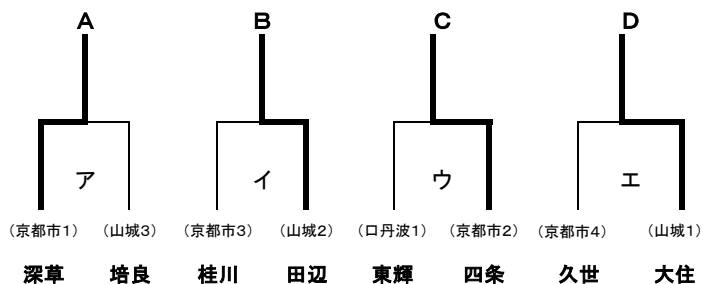 A B C D
ア イ ウ エ
(京都市1) (山城3) (京都市3) (山城2) (口丹波1) (京都市2) (京都市4) (山城1)
深草 培良 桂川 田辺 東輝 四条 久世 大住